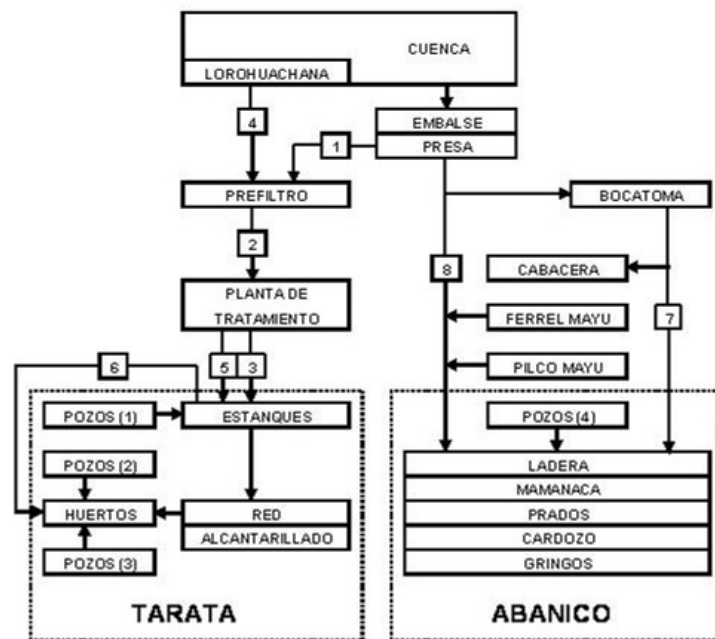 CUENCA
LOROHUACHANA
4
1
EMBALSE
PRESA
PREFILTRO
BOCATOMA
2
8
CABACERA
PLANTA DE
TRATAMIENTO
FERREL MAYU
7
6
5
3
PILCO MAYU
POZOS (1)
ESTANQUES
POZOS (4)
POZOS (2)
LADERA
MAMANACA
HUERTOS
RED
PRADOS
ALCANTARILLADO
CARDOZO
POZOS (3)
GRINGOS
TARATA
ABANICO